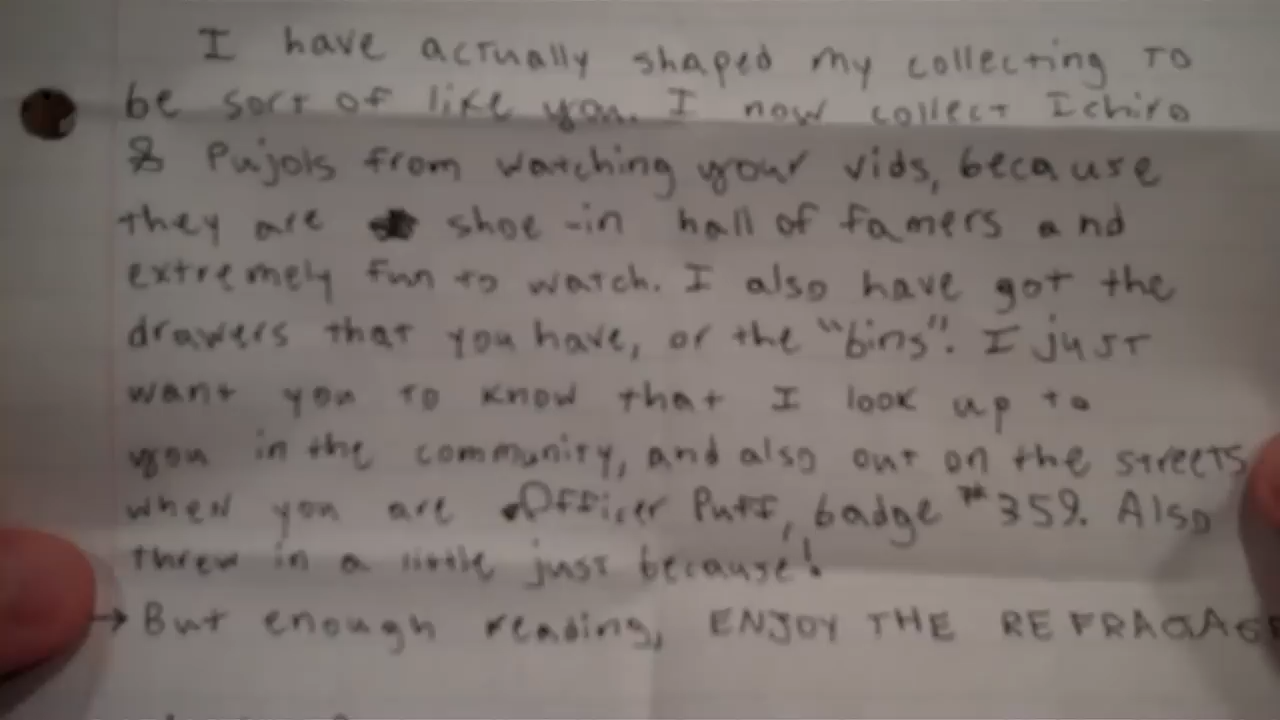 I have actually shaped my collecting to
be sort of like you. I now collect Ichiro
& Pujols from watching your vids, because
they are shoe-in hall of famers and
extremely fun to watch. I also have got the
drawers that you have, or the "bins". I just
want you to know that I look up to
you in the community, and also out on the streets
when you are Officer Puff, badge #359. Also
threw in a little just because!
→ But enough reading, ENJOY THE